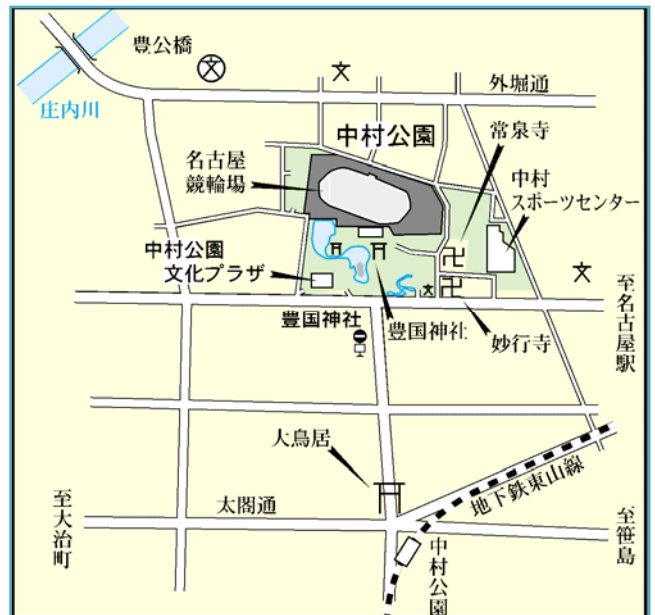 豊公橋
庄内川
外堀通
中村公園
常泉寺
名古屋
競輪場
中村
スポーツセンター
中村公園
文化プラザ
至名古屋駅
豊国神社
豊国神社
妙行寺
大鳥居
地下鉄東山線
至大治町
太閤通
至笹島
中村公園